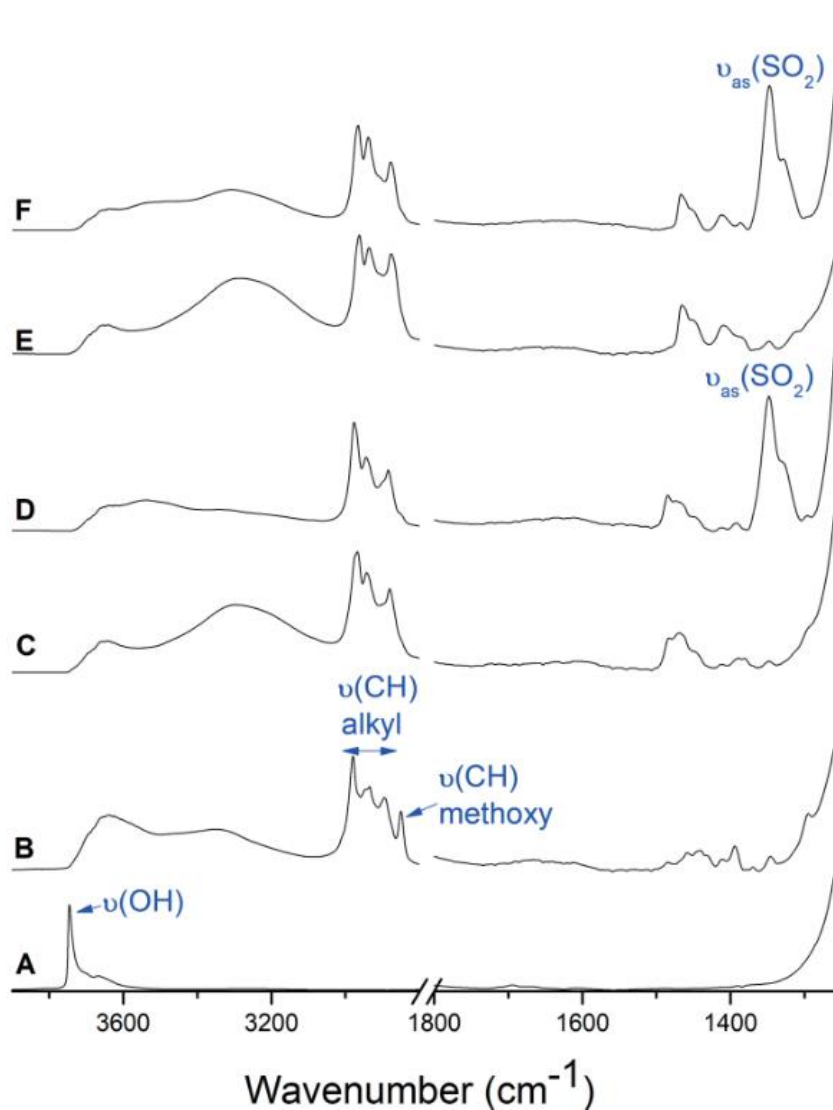 υas(SO2)
F
E
υas(SO2)
D
C
υ(CH)
alkyl
υ(CH)
methoxy
B
υ(OH)
A
3600 3200 1800 1600 1400
Wavenumber (cm-1)